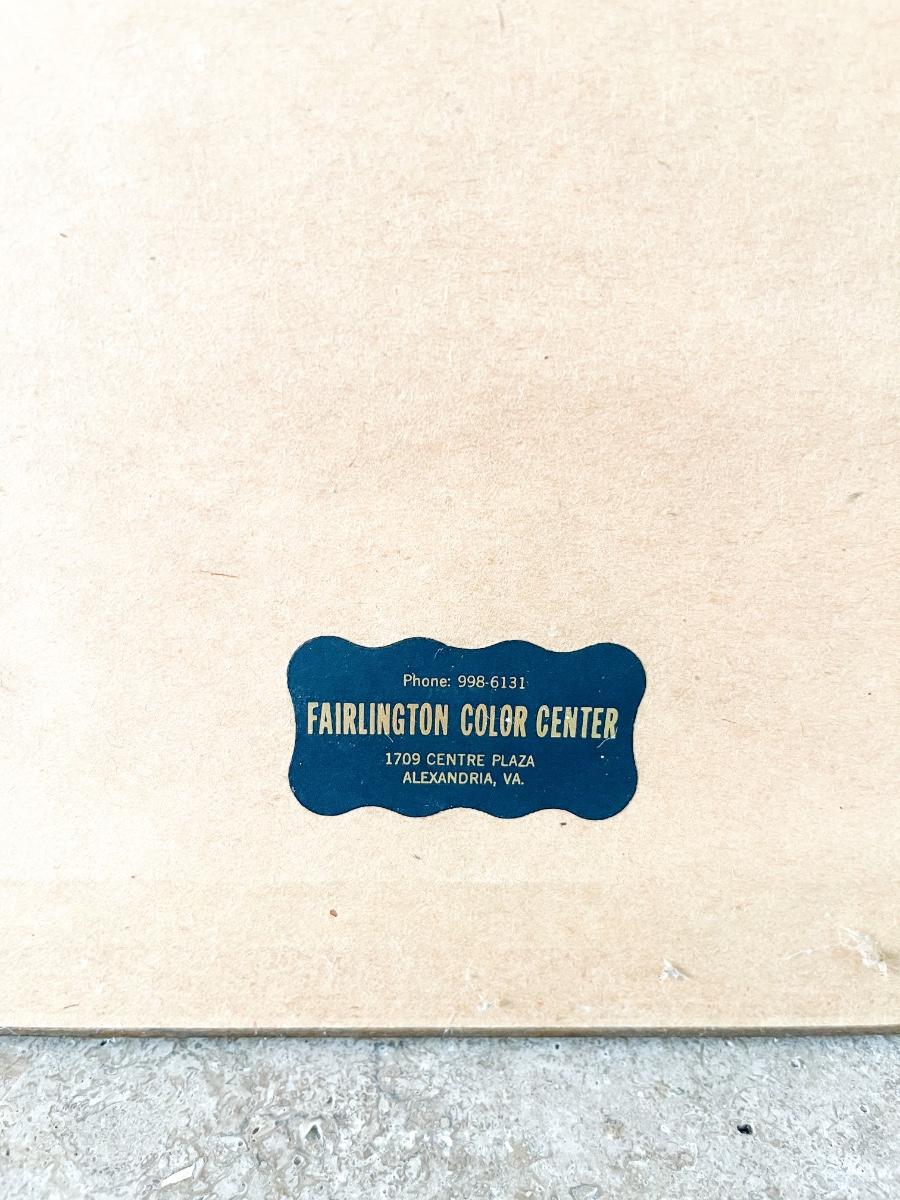 Phone: 998-6131
FAIRLINGTON COLOR CENTER
1709 CENTRE PLAZA
ALEXANDRIA, VA.